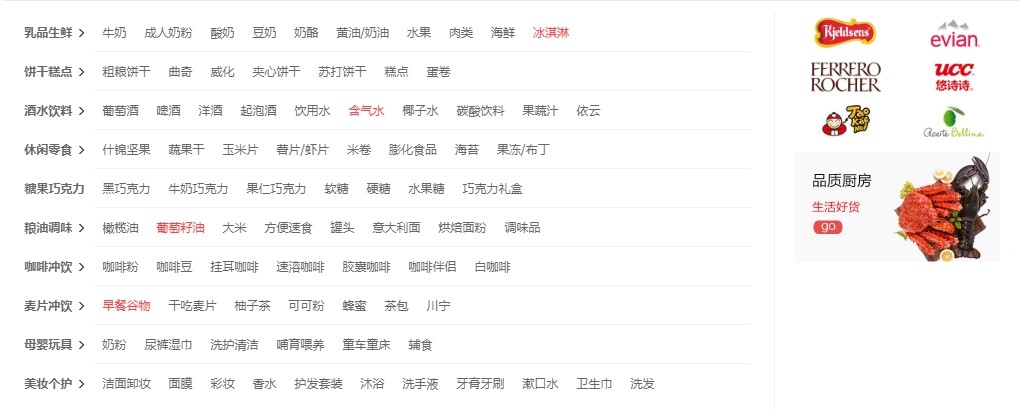 乳品生鲜 > 牛奶 成人奶粉 酸奶 豆奶 奶酪 黄油/奶油 水果 肉类 海鲜 冰淇淋
饼干糕点 > 粗粮饼干 曲奇 威化 夹心饼干 苏打饼干 糕点 蛋卷
酒水饮料 > 葡萄酒 啤酒 洋酒 起泡酒 饮用水 含气水 椰子水 碳酸饮料 果蔬汁 依云
休闲零食 > 什锦坚果 蔬果干 玉米片 薯片/虾片 米卷 膨化食品 海苔 果冻/布丁
糖果巧克力 黑巧克力 牛奶巧克力 果仁巧克力 软糖 硬糖 水果糖 巧克力礼盒
粮油调味 > 橄榄油 葡萄籽油 大米 方便速食 罐头 意大利面 烘焙面粉 调味品
咖啡冲饮 > 咖啡粉 咖啡豆 挂耳咖啡 速溶咖啡 胶囊咖啡 咖啡伴侣 白咖啡
麦片冲饮 > 早餐谷物 干吃麦片 柚子茶 可可粉 蜂蜜 茶包 川宁
母婴玩具 > 奶粉 尿裤湿巾 洗护清洁 哺育喂养 童车童床 辅食
美妆个护 > 洁面卸妆 面膜 彩妆 香水 护发套装 沐浴 洗手液 牙膏牙刷 漱口水 卫生巾 洗发
Kjeldsens evian
FERRERO ROCHER UCC 悠诗诗
Tao Kae Noi Aceite Bellina
品质厨房
生活好货
go